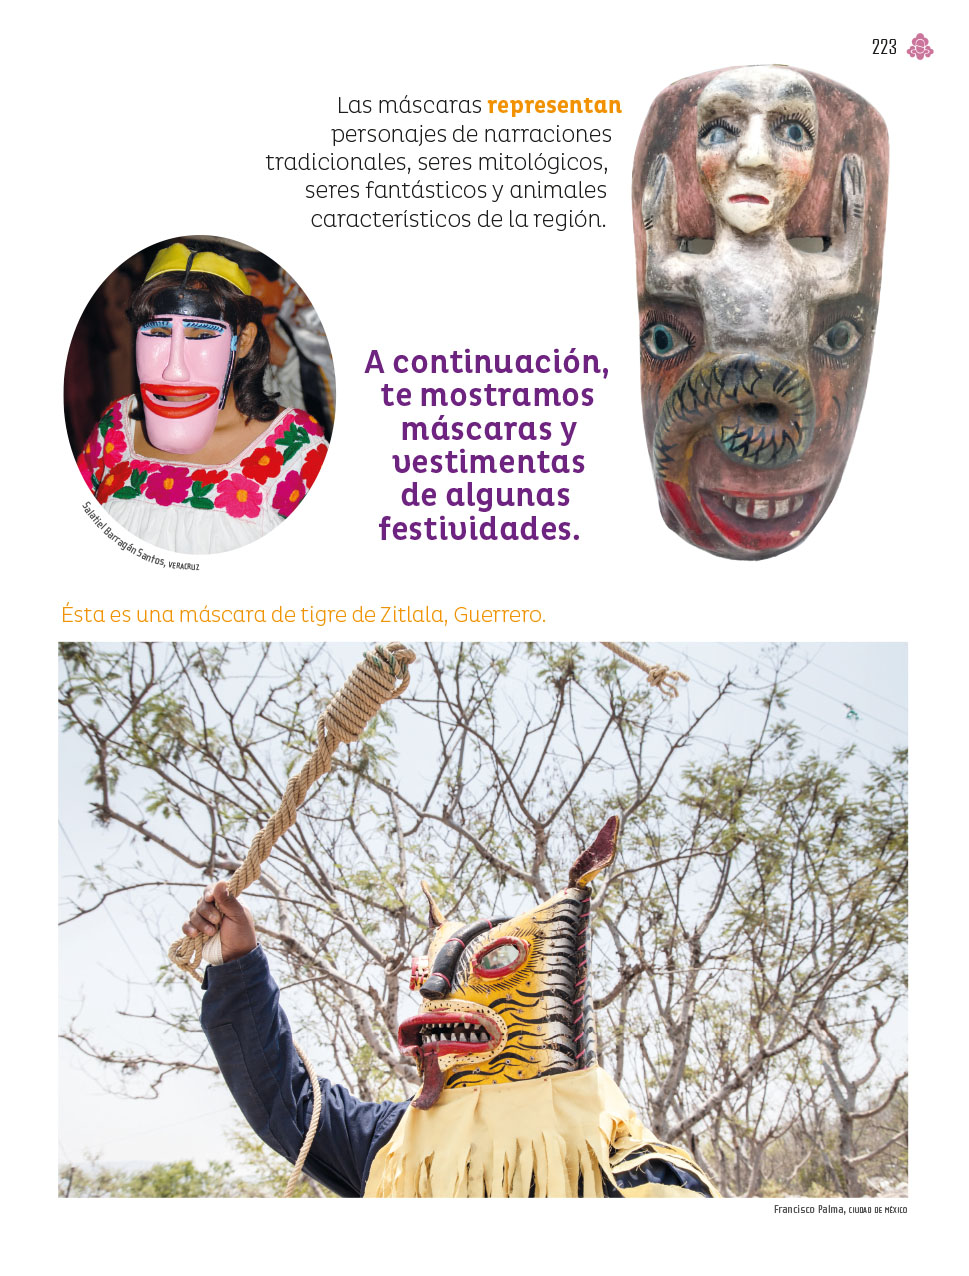 223
Las máscaras representan
personajes de narraciones
tradicionales, seres mitológicos,
seres fantásticos y animales
característicos de la región.
A continuación,
te mostramos
máscaras y
vestimentas
de algunas
festividades.
Salatiel Barragán Santos, VERACRUZ
Ésta es una máscara de tigre de Zitlala, Guerrero.
Francisco Palma, CIUDAD DE MÉXICO